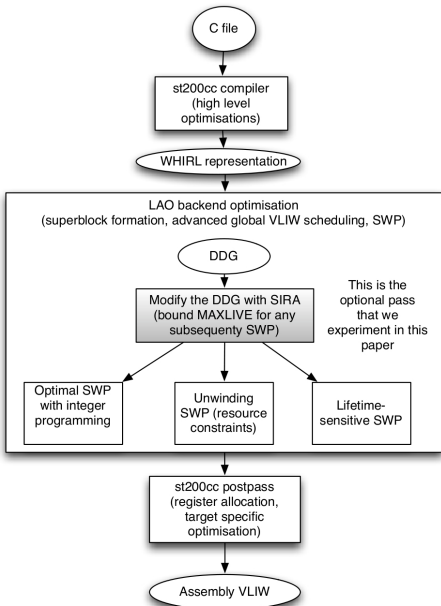 C file
st200cc compiler
(high level
optimisations)
WHIRL representation
LAO backend optimisation
(superblock formation, advanced global VLIW scheduling, SWP)
DDG
Modify the DDG with SIRA
(bound MAXLIVE for any
subsequenty SWP)
This is the
optional pass
that we
experiment in this
paper
Optimal SWP
with integer
programming
Unwinding
SWP (resource
constraints)
Lifetime-
sensitive SWP
st200cc postpass
(register allocation,
target specific
optimisation)
Assembly VLIW